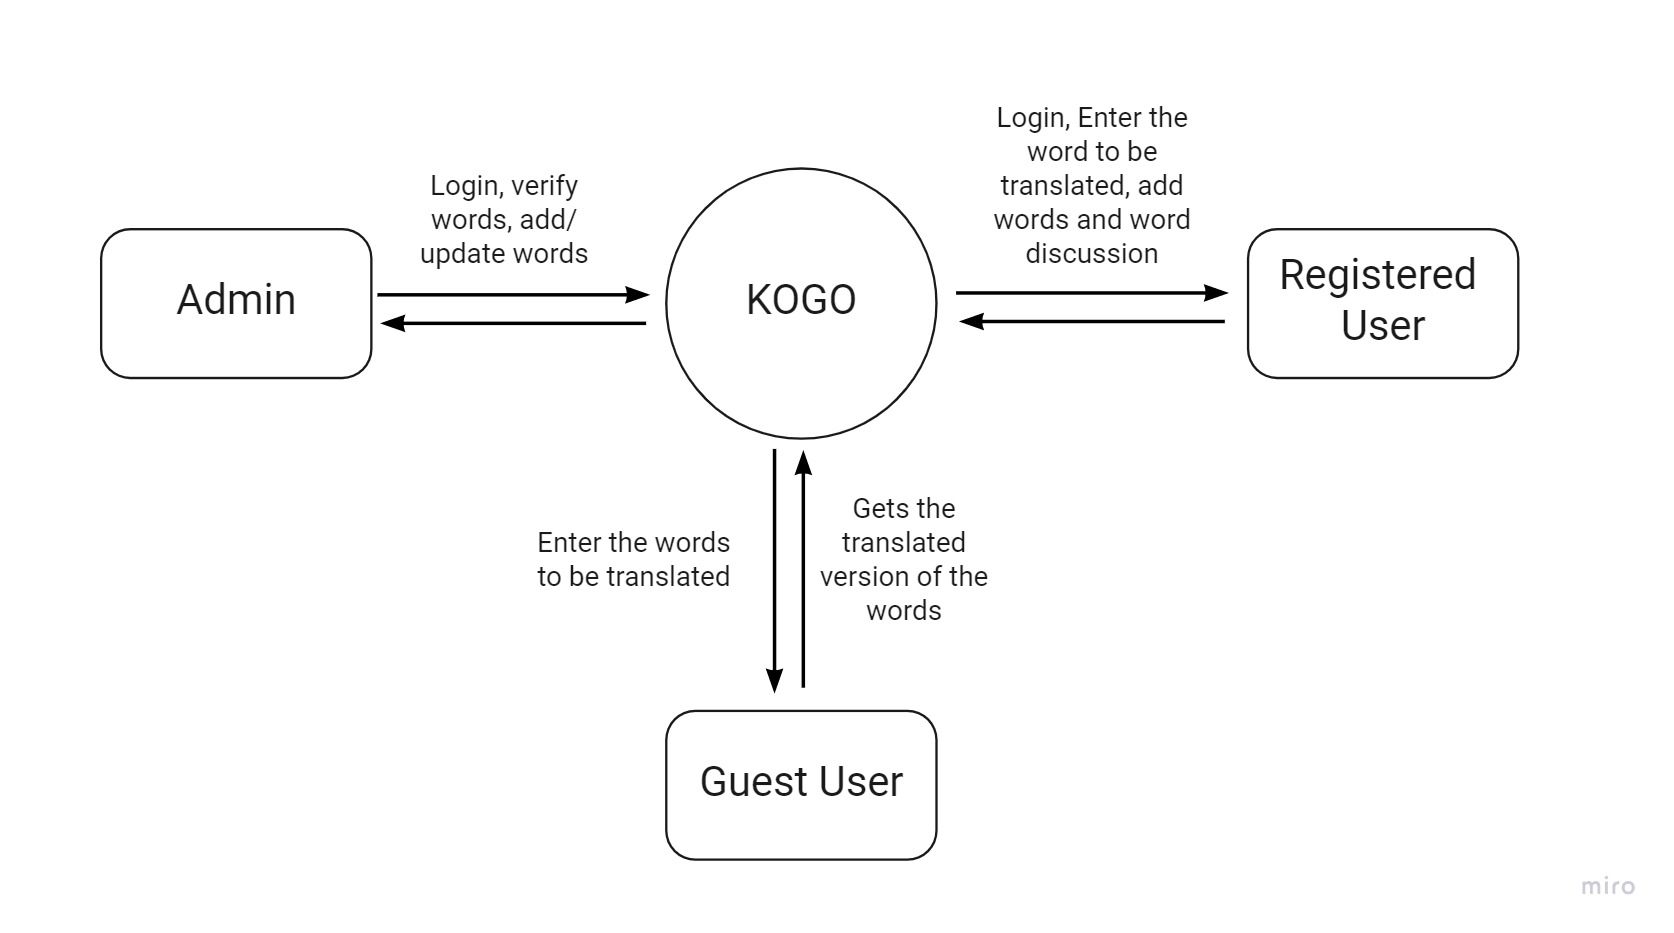 Login, Enter the
word to be
translated, add
words and word
discussion
Login, verify
words, add/
update words
Admin
KOGO
Registered
User
Enter the words
to be translated
Gets the
translated
version of the
words
Guest User
miro